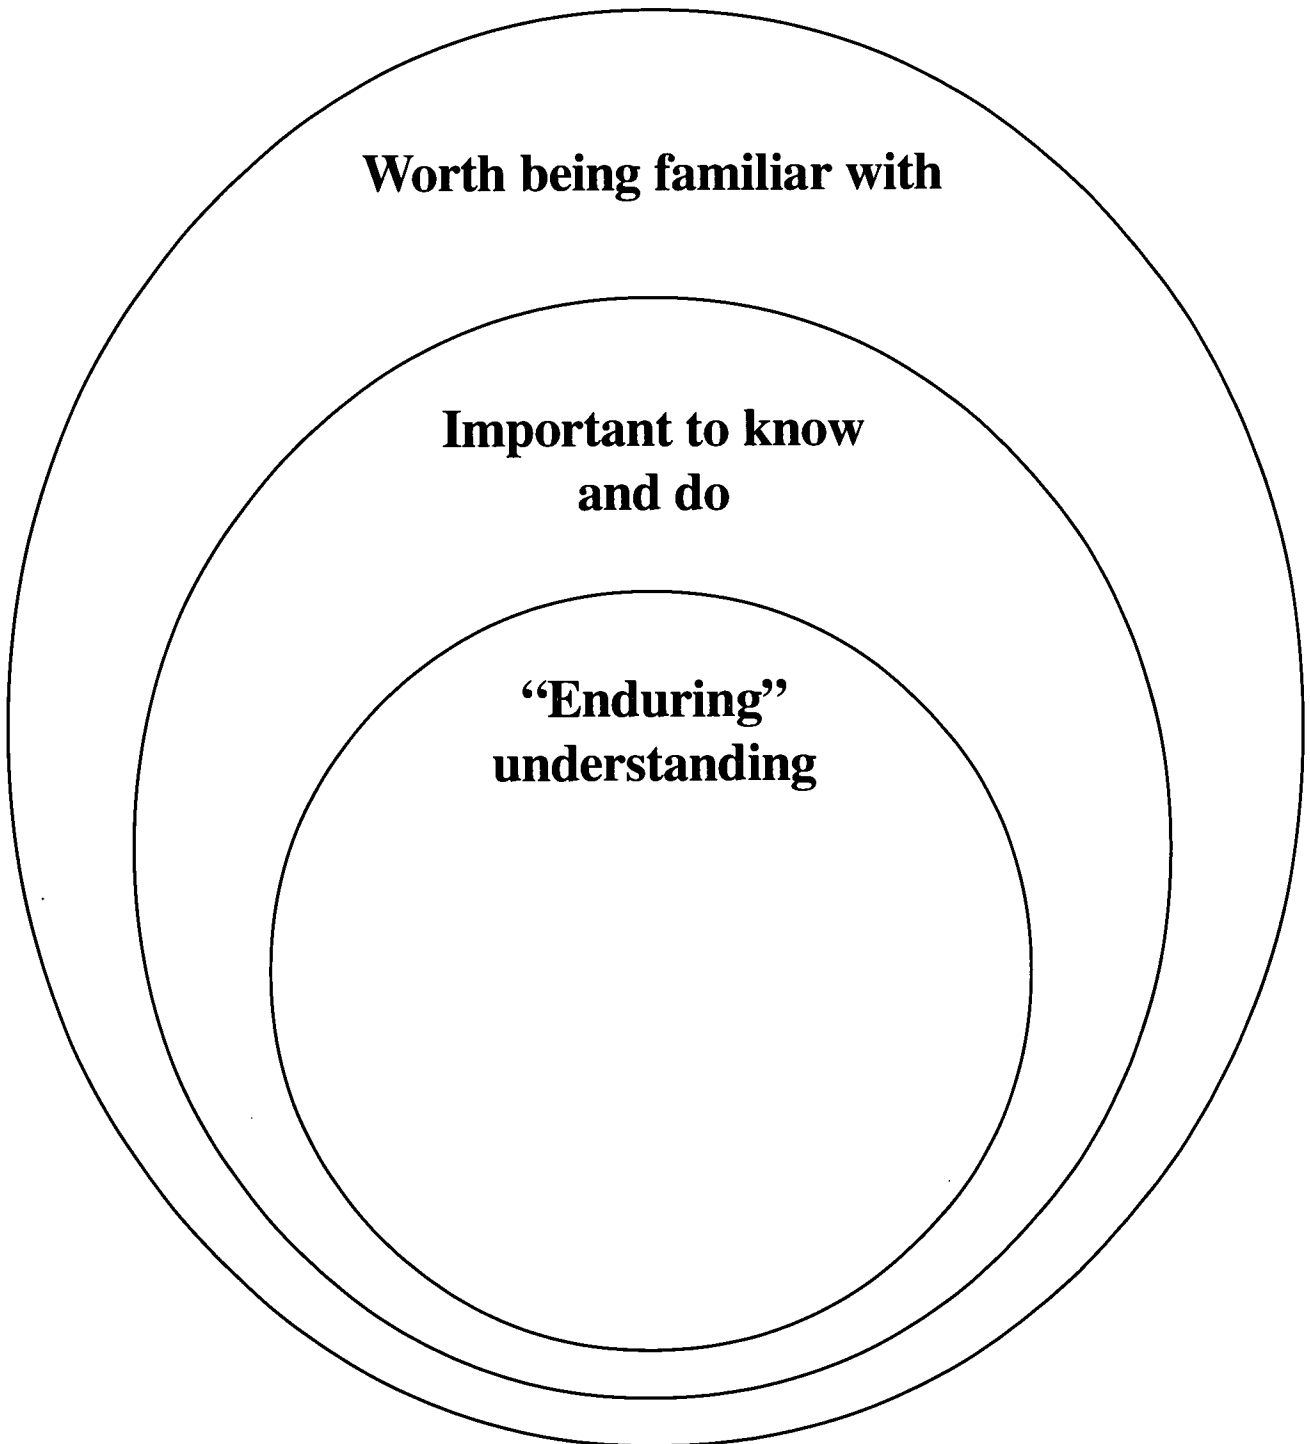 Worth being familiar with
Important to know
and do
“Enduring”
understanding